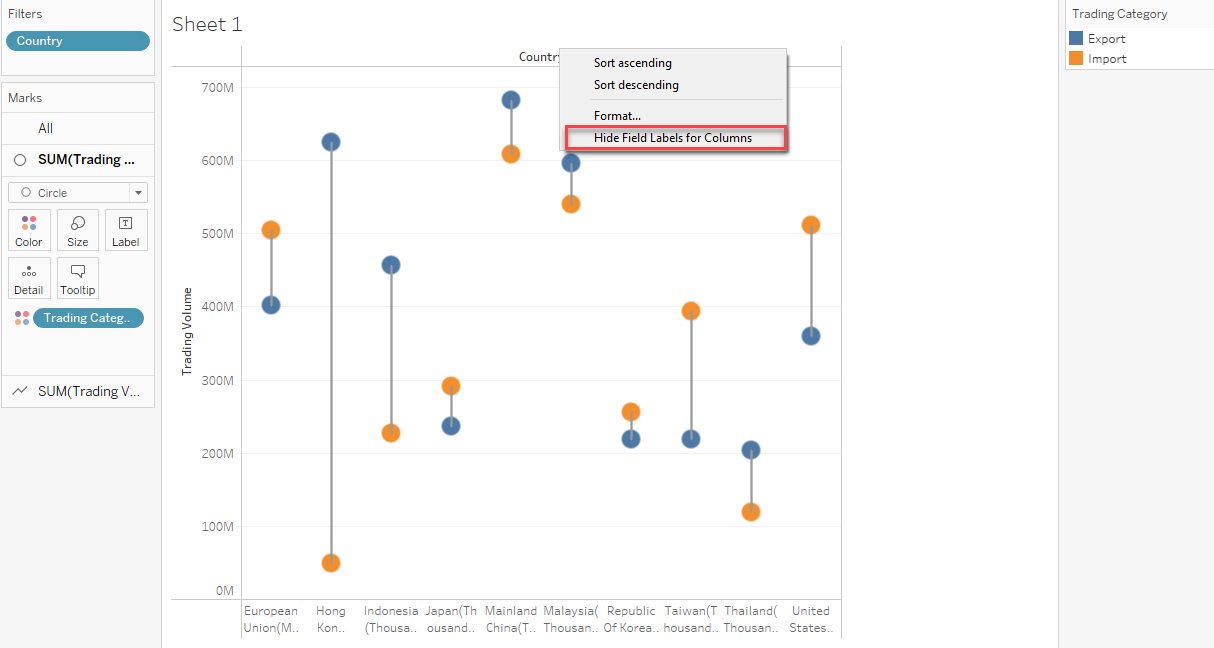 Filters
Country
Marks
All
SUM(Trading ...
Circle
Color
Size
Label
Detail
Tooltip
Trading Categ..
SUM(Trading V...
Sheet 1
Country
Sort ascending
Sort descending
Format...
Hide Field Labels for Columns
Trading Volume
700M
600M
500M
400M
300M
200M
100M
0M
European
Union(M..
Hong
Kon..
Indonesia
(Thousa..
Japan(Th
ousand..
Mainland
China(T..
Malaysia(
Thousan..
Republic
Of Korea..
Taiwan(T
housand..
Thailand(
Thousan..
United
States..
Trading Category
Export
Import